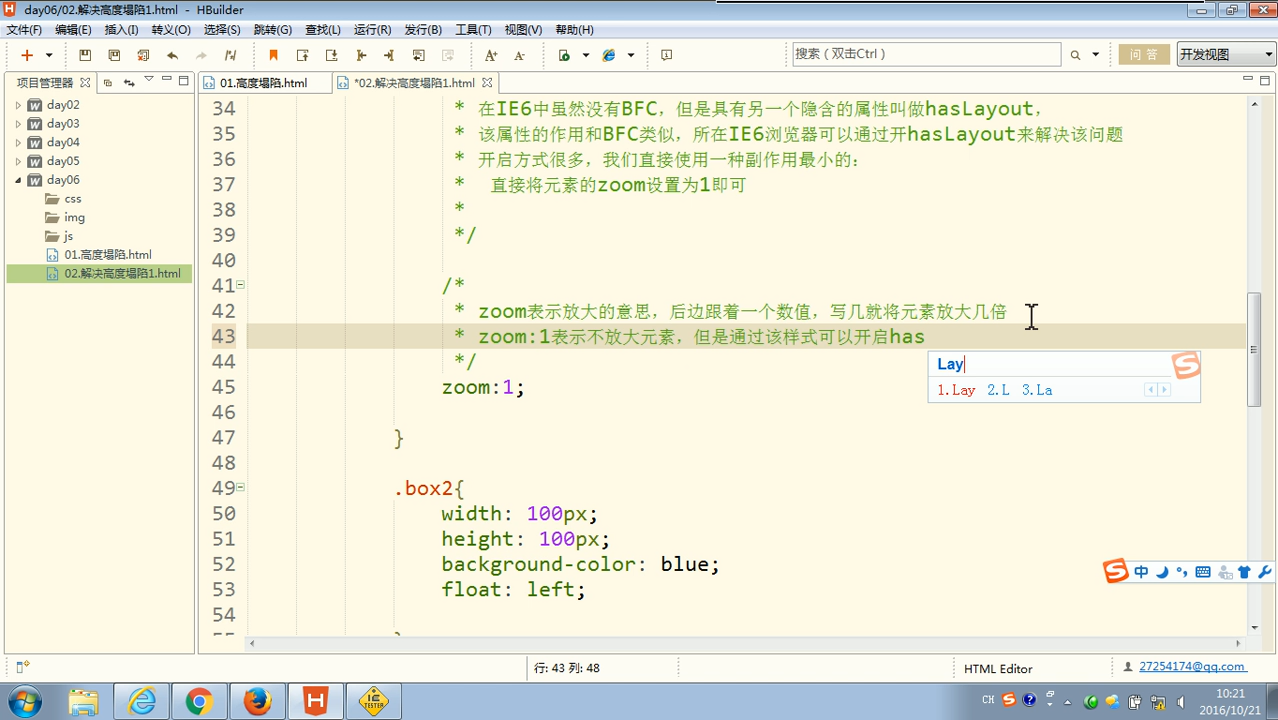 day06/02.解决高度塌陷1.html - HBuilder
文件(F) 编辑(E) 插入(I) 转义(O) 选择(S) 跳转(G) 查找(L) 运行(R) 发行(B) 工具(T) 视图(V) 帮助(H)
搜索（双击Ctrl）
问 答
开发视图
项目管理器
01.高度塌陷.html
*02.解决高度塌陷1.html
day02
day03
day04
day05
day06
css
img
js
01.高度塌陷.html
02.解决高度塌陷1.html
34 * 在IE6中虽然没有BFC，但是具有另一个隐含的属性叫做hasLayout，
35 * 该属性的作用和BFC类似，所在IE6浏览器可以通过开hasLayout来解决该问题
36 * 开启方式很多，我们直接使用一种副作用最小的：
37 * 直接将元素的zoom设置为1即可
38 *
39 */
40
41 /*
42 * zoom表示放大的意思，后边跟着一个数值，写几就将元素放大几倍
43 * zoom:1表示不放大元素，但是通过该样式可以开启has
Lay
1.Lay 2.L 3.La
44 */
45 zoom:1;
46
47 }
48
49 .box2{
50 width: 100px;
51 height: 100px;
52 background-color: blue;
53 float: left;
54
中
行: 43 列: 48
HTML Editor
27254174@qq.com
CH
10:21
2016/10/21